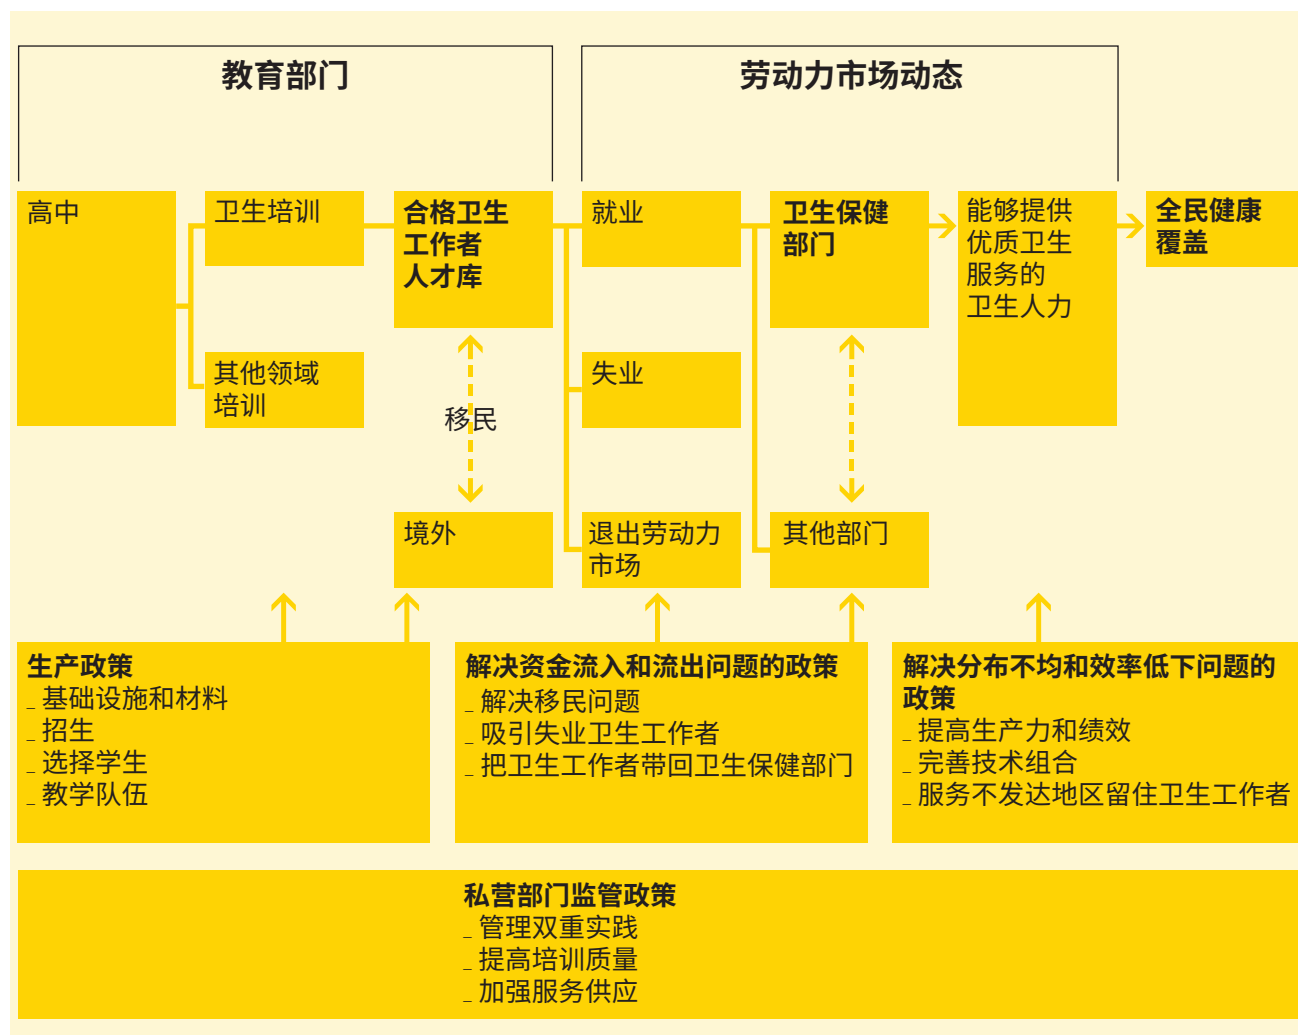 教育部门
劳动力市场动态
高中
卫生培训
其他领域
培训
合格卫生
工作者
人才库
移民
境外
就业
失业
退出劳动力
市场
卫生保健
部门
其他部门
能够提供
优质卫生
服务的
卫生人力
全民健康
覆盖
生产政策
_ 基础设施和材料
_ 招生
_ 选择学生
_ 教学队伍
解决资金流入和流出问题的政策
_ 解决移民问题
_ 吸引失业卫生工作者
_ 把卫生工作者带回卫生保健部门
解决分布不均和效率低下问题的
政策
_ 提高生产力和绩效
_ 完善技术组合
_ 服务不发达地区留住卫生工作者
私营部门监管政策
_ 管理双重实践
_ 提高培训质量
_ 加强服务供应